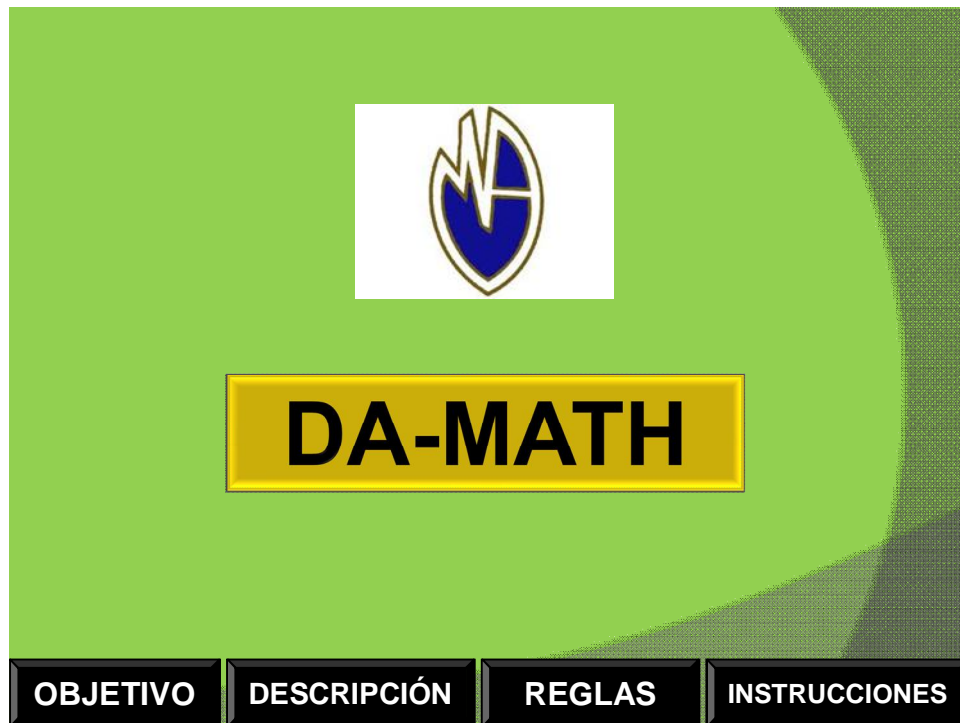 DA-MATH
OBJETIVO
DESCRIPCIÓN
REGLAS
INSTRUCCIONES